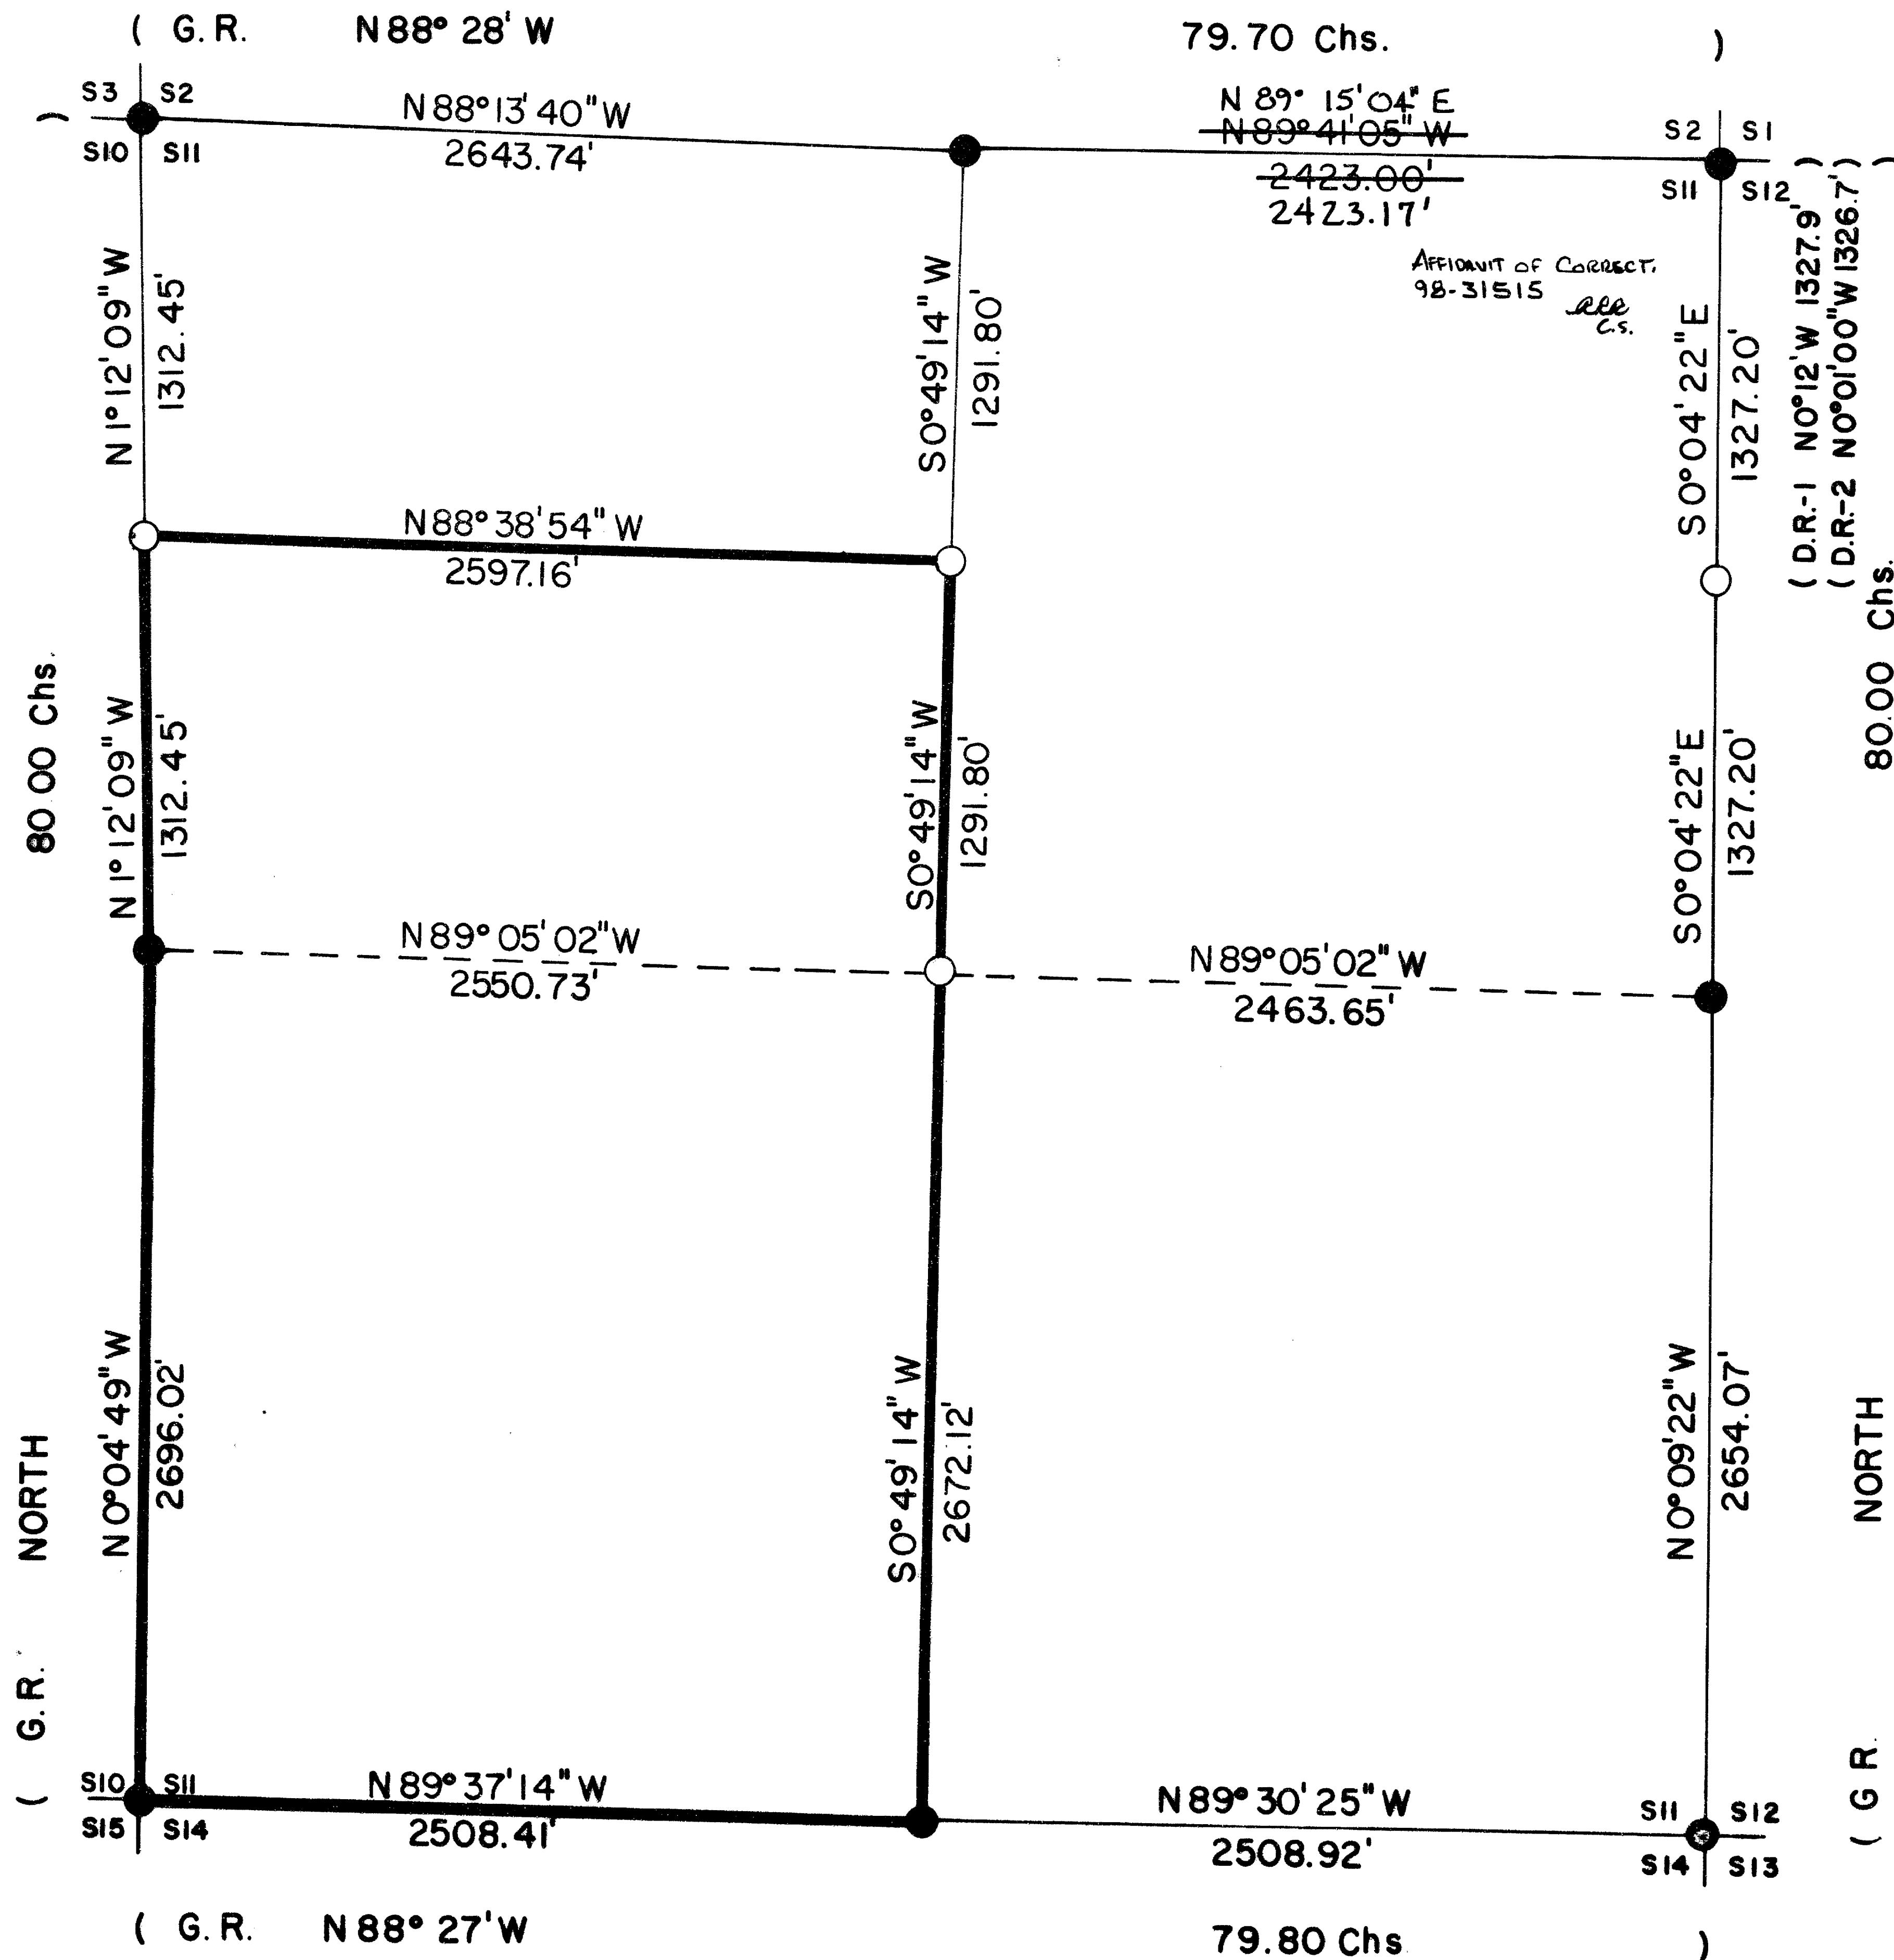 ( G.R. N88° 28' W 79.70 Chs. )
S3 S2
S10 S11
N88°13'40"W
2643.74'
N 89° 15'04" E
N89°41'05" W
2423.00'
2423.17'
S2 S1
S11 S12
AFFIDAVIT OF CORRECT.
98-31515
C.S.
N1°12'09"W
1312.45'
S0°49'14"W
1291.80'
S0°04'22"E
1327.20'
(D.R.-1 N0°12'W 1327.9')
(D.R.-2 N0°01'00"W 1326.7')
N88°38'54"W
2597.16'
N1°12'09"W
1312.45'
S0°49'14"W
1291.80'
S0°04'22"E
1327.20'
N89°05'02"W
2550.73'
N89°05'02"W
2463.65'
N0°04'49"W
2696.02'
S0°49'14"W
2672.12'
N0°09'22"W
2654.07'
( G.R. NORTH 80 00 Chs. )
( G R. NORTH 80.00 Chs. )
S10 S11
S15 S14
N89°37'14"W
2508.41'
N89°30'25"W
2508.92'
S11 S12
S14 S13
( G.R. N88° 27'W 79.80 Chs )